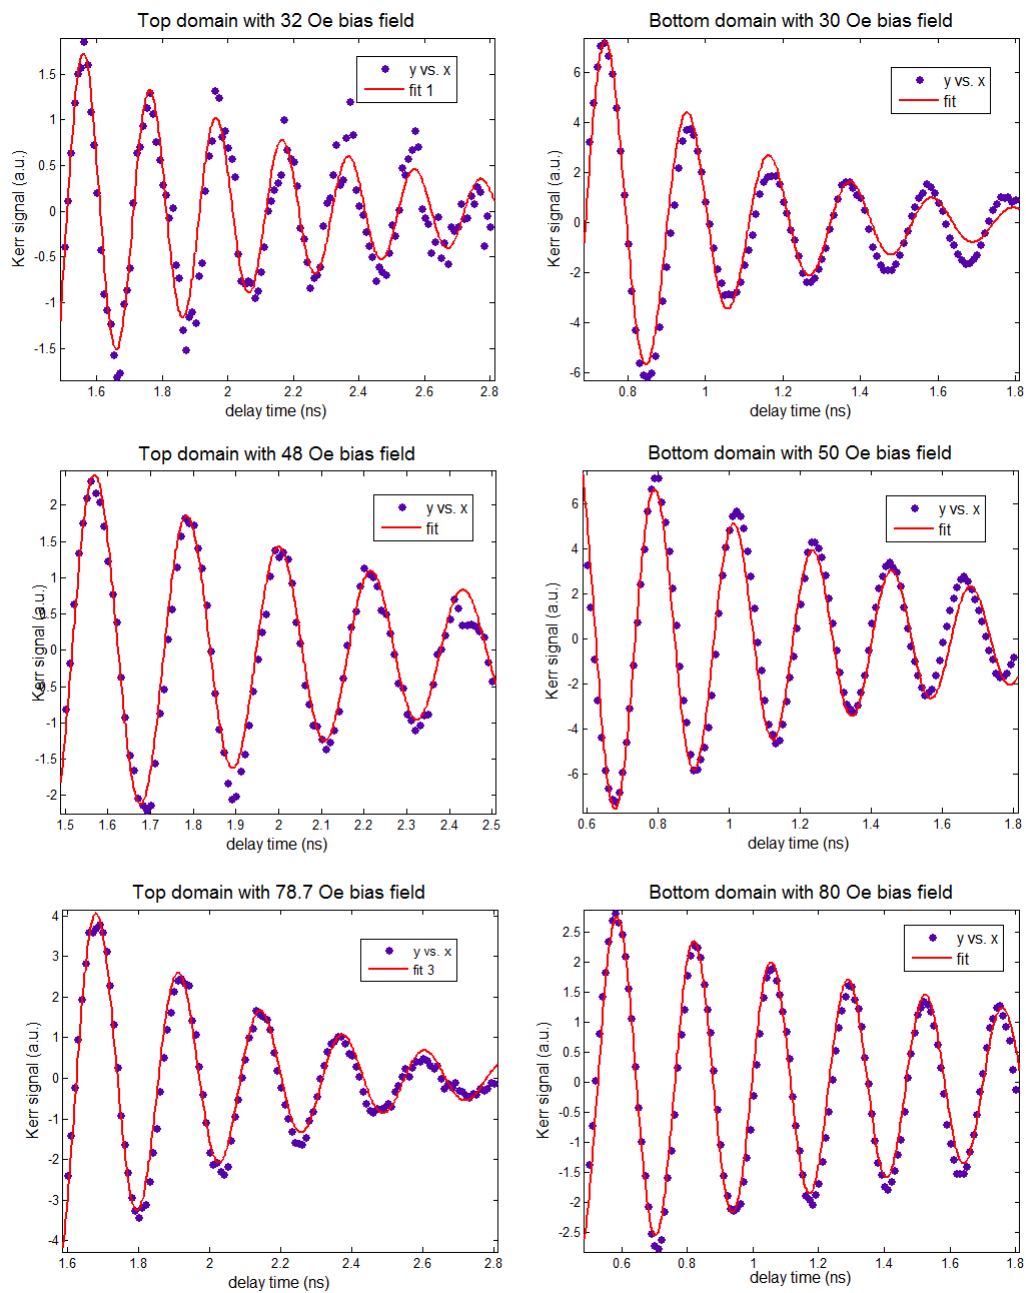 Top domain with 32 Oe bias field
1.5
1
0.5
0
-0.5
-1
-1.5
Kerr signal (a.u.)
y vs. x
fit 1
1.6 1.8 2 2.2 2.4 2.6 2.8
delay time (ns)
Bottom domain with 30 Oe bias field
6
4
2
0
-2
-4
-6
Kerr signal (a.u.)
y vs. x
fit
0.8 1 1.2 1.4 1.6 1.8
delay time (ns)
Top domain with 48 Oe bias field
2
1.5
1
0.5
0
-0.5
-1
-1.5
-2
Kerr signal (a.u.)
y vs. x
fit
1.5 1.6 1.7 1.8 1.9 2 2.1 2.2 2.3 2.4 2.5
delay time (ns)
Bottom domain with 50 Oe bias field
6
4
2
0
-2
-4
-6
Kerr signal (a.u.)
y vs. x
fit
0.6 0.8 1 1.2 1.4 1.6 1.8
delay time (ns)
Top domain with 78.7 Oe bias field
4
3
2
1
0
-1
-2
-3
-4
Kerr signal (a.u.)
y vs. x
fit 3
1.6 1.8 2 2.2 2.4 2.6 2.8
delay time (ns)
Bottom domain with 80 Oe bias field
2.5
2
1.5
1
0.5
0
-0.5
-1
-1.5
-2
-2.5
Kerr signal (a.u.)
y vs. x
fit
0.6 0.8 1 1.2 1.4 1.6 1.8
delay time (ns)